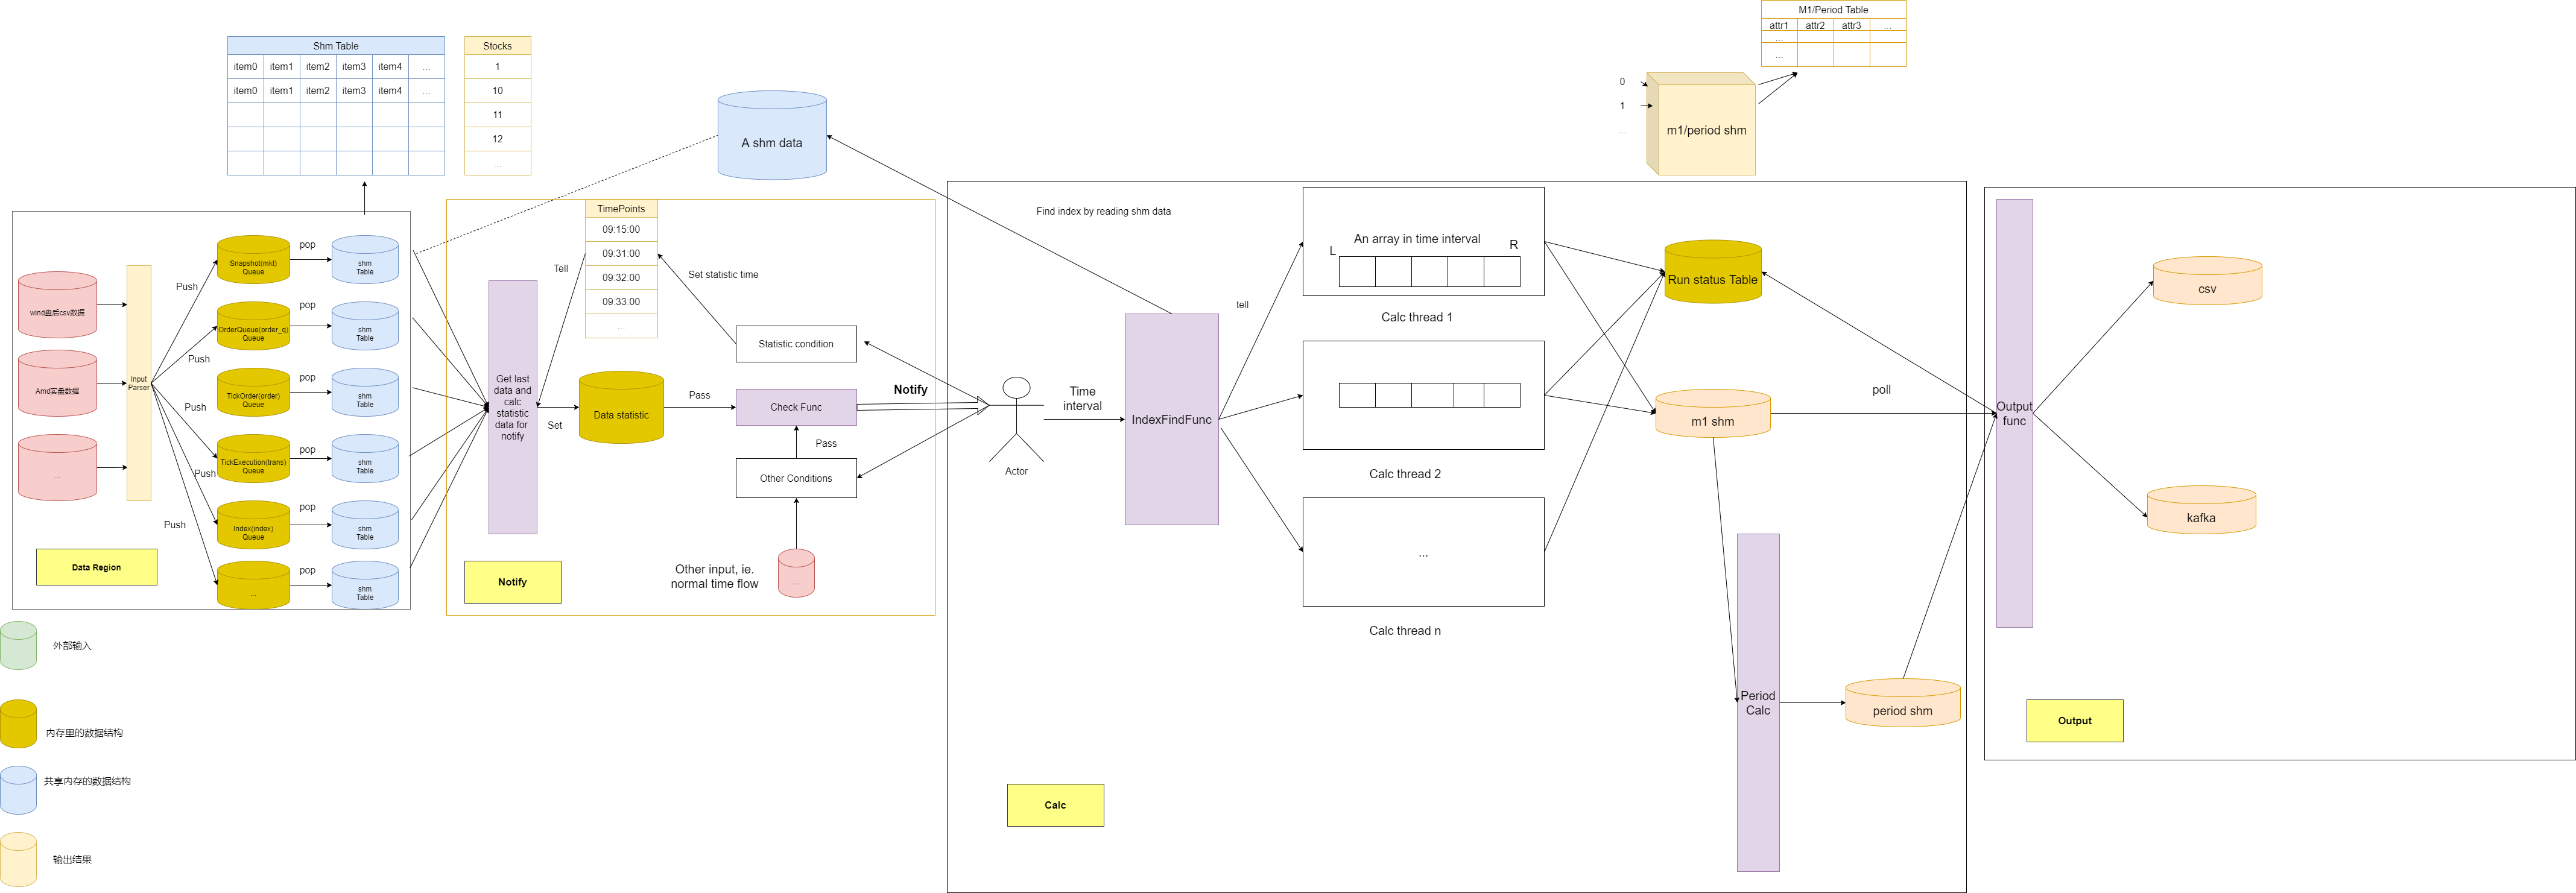 M1/Period Table
attr1 attr2 attr3 ...
...
...
Shm Table
item0 item1 item2 item3 item4 ...
item0 item1 item2 item3 item4 ...
Stocks
1
10
11
12
...
A shm data
0
1
...
m1/period shm
wind盘后csv数据
Amd实盘数据
...
Input
Parser
Push
Push
Push
Push
Push
Snapshot(mkt)
Queue
pop
shm
Table
OrderQueue(order_q)
Queue
pop
shm
Table
TickOrder(order)
Queue
pop
shm
Table
TickExecution(trans)
Queue
pop
shm
Table
Index(index)
Queue
pop
shm
Table
...
pop
shm
Table
Data Region
TimePoints
09:15:00
09:31:00
09:32:00
09:33:00
...
Tell
Set statistic time
Get last
data and
calc
statistic
data for
notify
Set
Data statistic
Pass
Statistic condition
Check Func
Pass
Other Conditions
...
Other input, ie.
normal time flow
Notify
Notify
Actor
Time
interval
Find index by reading shm data
IndexFindFunc
tell
An array in time interval
L
R
Calc thread 1
Calc thread 2
...
Calc thread n
Run status Table
m1 shm
Period
Calc
period shm
Calc
poll
Output
func
csv
kafka
Output
外部输入
内存里的数据结构
共享内存的数据结构
输出结果